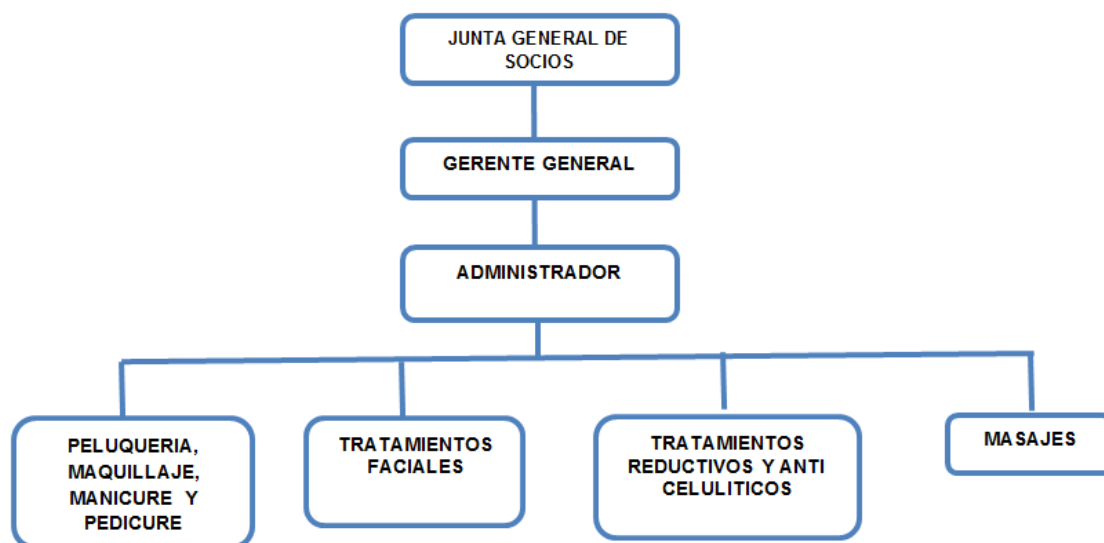 JUNTA GENERAL DE
SOCIOS
GERENTE GENERAL
ADMINISTRADOR
PELUQUERIA,
MAQUILLAJE,
MANICURE Y
PEDICURE
TRATAMIENTOS
FACIALES
TRATAMIENTOS
REDUCTIVOS Y ANTI
CELULITICOS
MASAJES